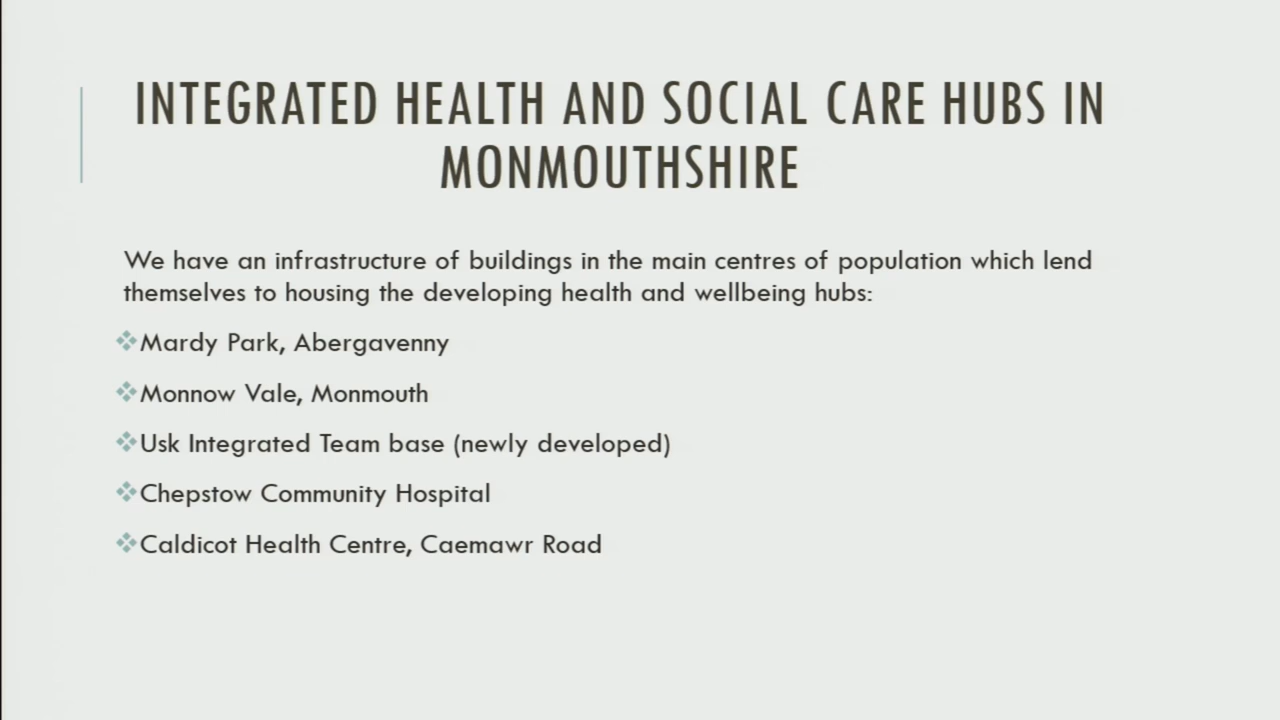 INTEGRATED HEALTH AND SOCIAL CARE HUBS IN
MONMOUTHSHIRE
We have an infrastructure of buildings in the main centres of population which lend
themselves to housing the developing health and wellbeing hubs:
Mardy Park, Abergavenny
Monnow Vale, Monmouth
Usk Integrated Team base (newly developed)
Chepstow Community Hospital
Caldicot Health Centre, Caemawr Road